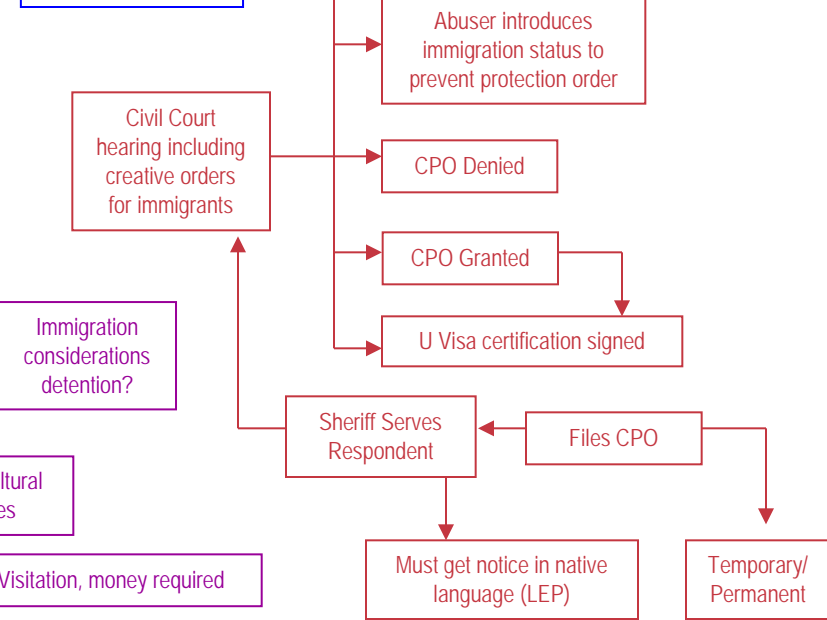 Abuser introduces
immigration status to
prevent protection order
Civil Court
hearing including
creative orders
for immigrants
CPO Denied
CPO Granted
U Visa certification signed
Immigration
considerations
detention?
Sheriff Serves
Respondent
Files CPO
Visitation, money required
Must get notice in native
language (LEP)
Temporary/
Permanent